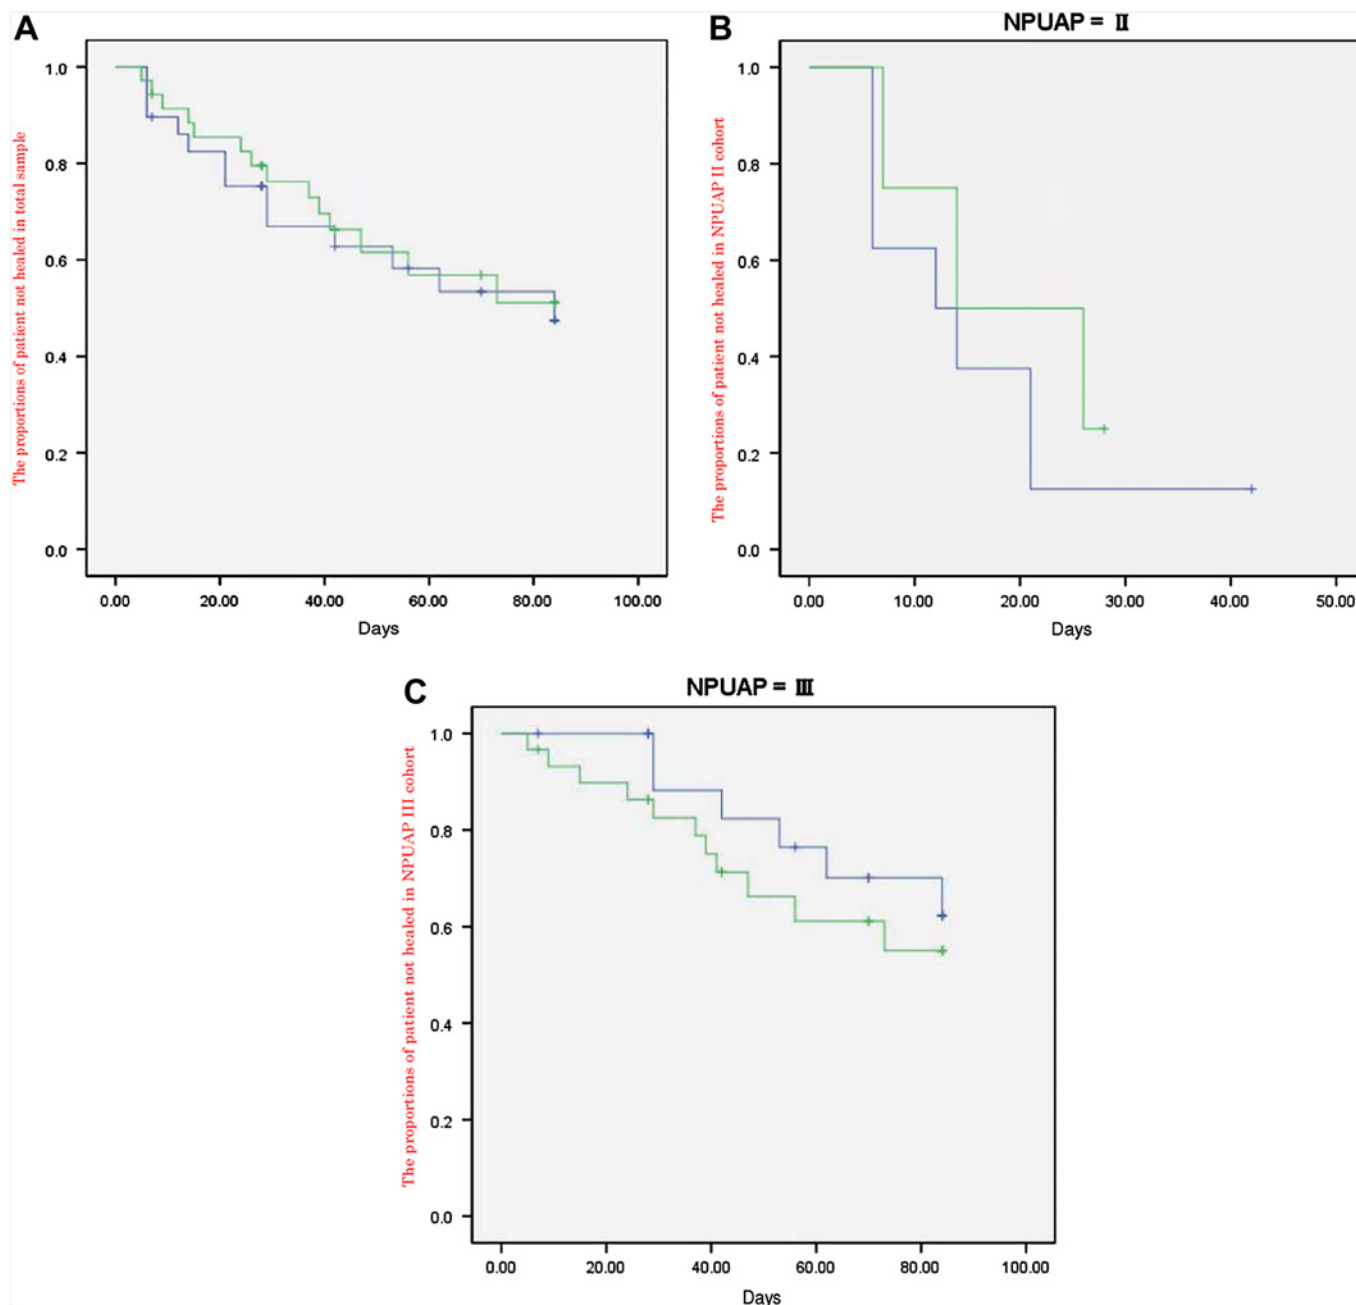 A
The proportions of patient not healed in total sample
1.0
0.8
0.6
0.4
0.2
0.0
0.00 20.00 40.00 60.00 80.00 100.00
Days
B
NPUAP = II
The proportions of patient not healed in NPUAP II cohort
1.0
0.8
0.6
0.4
0.2
0.0
0.00 10.00 20.00 30.00 40.00 50.00
Days
C
NPUAP = III
The proportions of patient not healed in NPUAP III cohort
1.0
0.8
0.6
0.4
0.2
0.0
0.00 20.00 40.00 60.00 80.00 100.00
Days